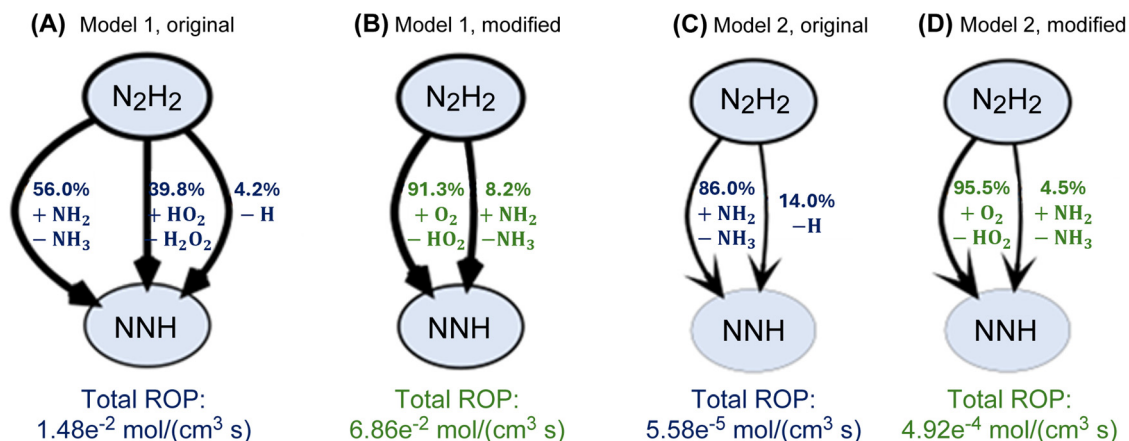 (A) Model 1, original
N₂H₂
56.0%
+ NH₂
− NH₃
39.8%
+ HO₂
− H₂O₂
4.2%
− H
NNH
Total ROP:
1.48e⁻² mol/(cm³ s)
(B) Model 1, modified
N₂H₂
91.3%
+ O₂
− HO₂
8.2%
+ NH₂
−NH₃
NNH
Total ROP:
6.86e⁻² mol/(cm³ s)
(C) Model 2, original
N₂H₂
86.0%
+ NH₂
− NH₃
14.0%
−H
NNH
Total ROP:
5.58e⁻⁵ mol/(cm³ s)
(D) Model 2, modified
N₂H₂
95.5%
+ O₂
− HO₂
4.5%
+ NH₂
− NH₃
NNH
Total ROP:
4.92e⁻⁴ mol/(cm³ s)